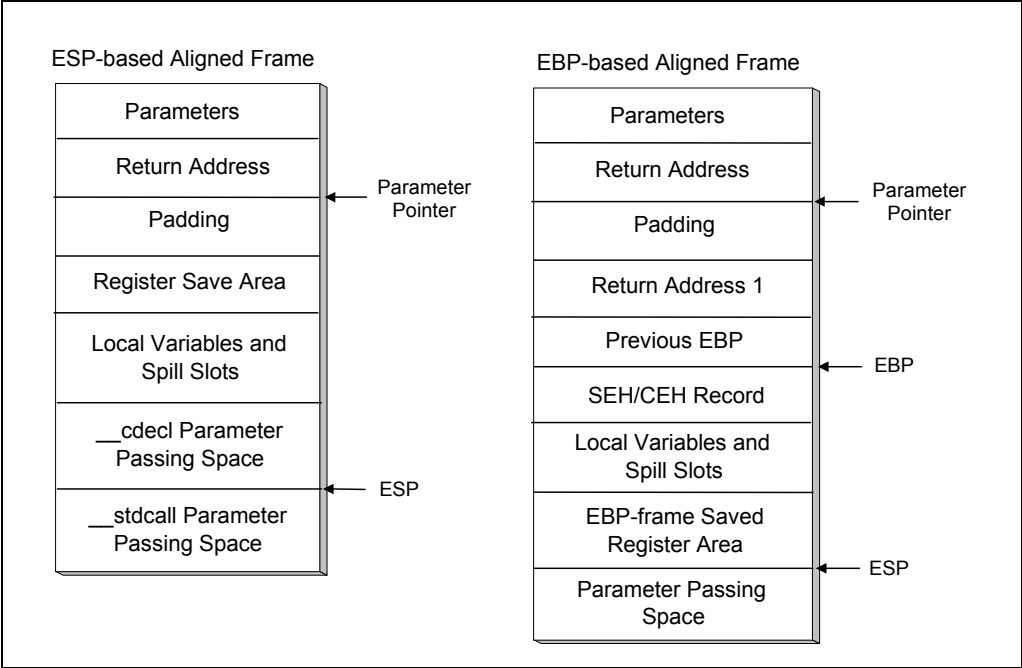 ESP-based Aligned Frame
Parameters
Return Address
Parameter
Pointer
Padding
Register Save Area
Local Variables and
Spill Slots
__cdecl Parameter
Passing Space
ESP
__stdcall Parameter
Passing Space
EBP-based Aligned Frame
Parameters
Return Address
Parameter
Pointer
Padding
Return Address 1
Previous EBP
EBP
SEH/CEH Record
Local Variables and
Spill Slots
EBP-frame Saved
Register Area
ESP
Parameter Passing
Space